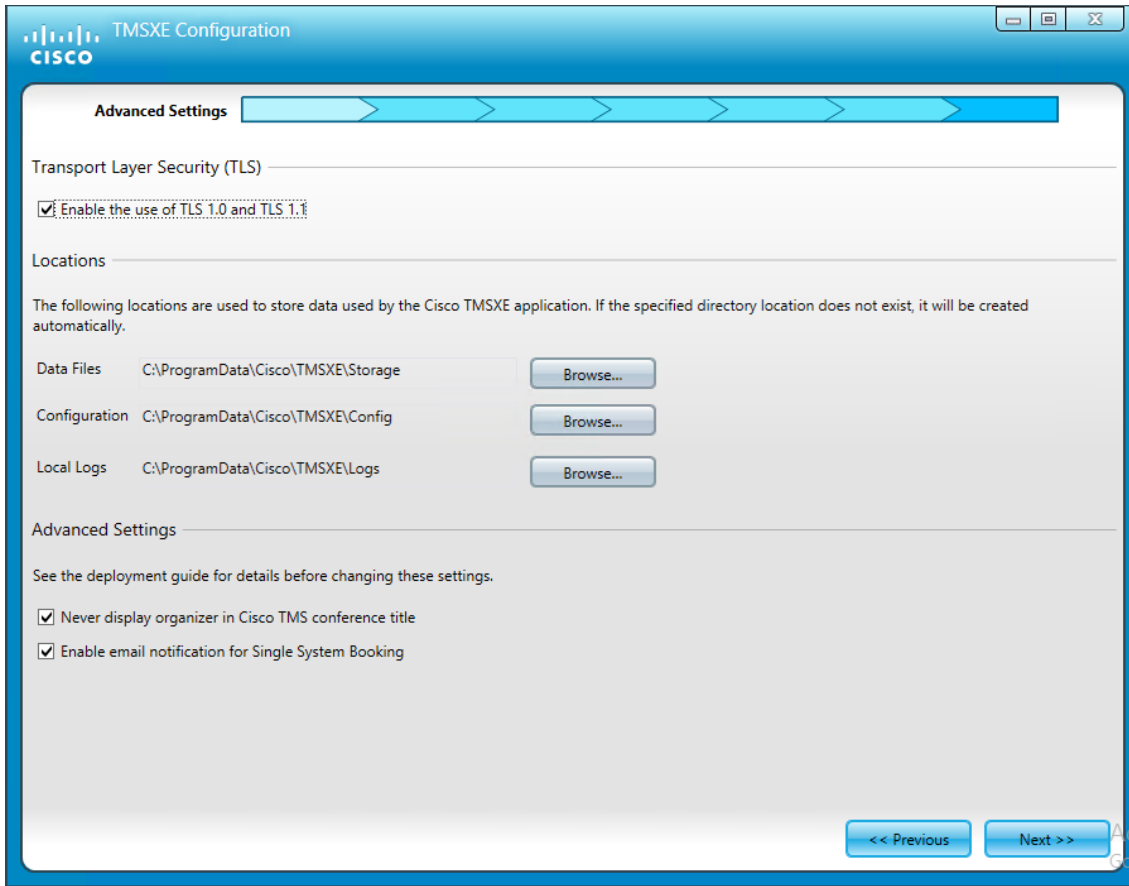 TMSXE Configuration
CISCO
Advanced Settings
Transport Layer Security (TLS)
Enable the use of TLS 1.0 and TLS 1.1
Locations
The following locations are used to store data used by the Cisco TMSXE application. If the specified directory location does not exist, it will be created
automatically.
Data Files C:\ProgramData\Cisco\TMSXE\Storage Browse...
Configuration C:\ProgramData\Cisco\TMSXE\Config Browse...
Local Logs C:\ProgramData\Cisco\TMSXE\Logs Browse...
Advanced Settings
See the deployment guide for details before changing these settings.
Never display organizer in Cisco TMS conference title
Enable email notification for Single System Booking
<< Previous Next >>